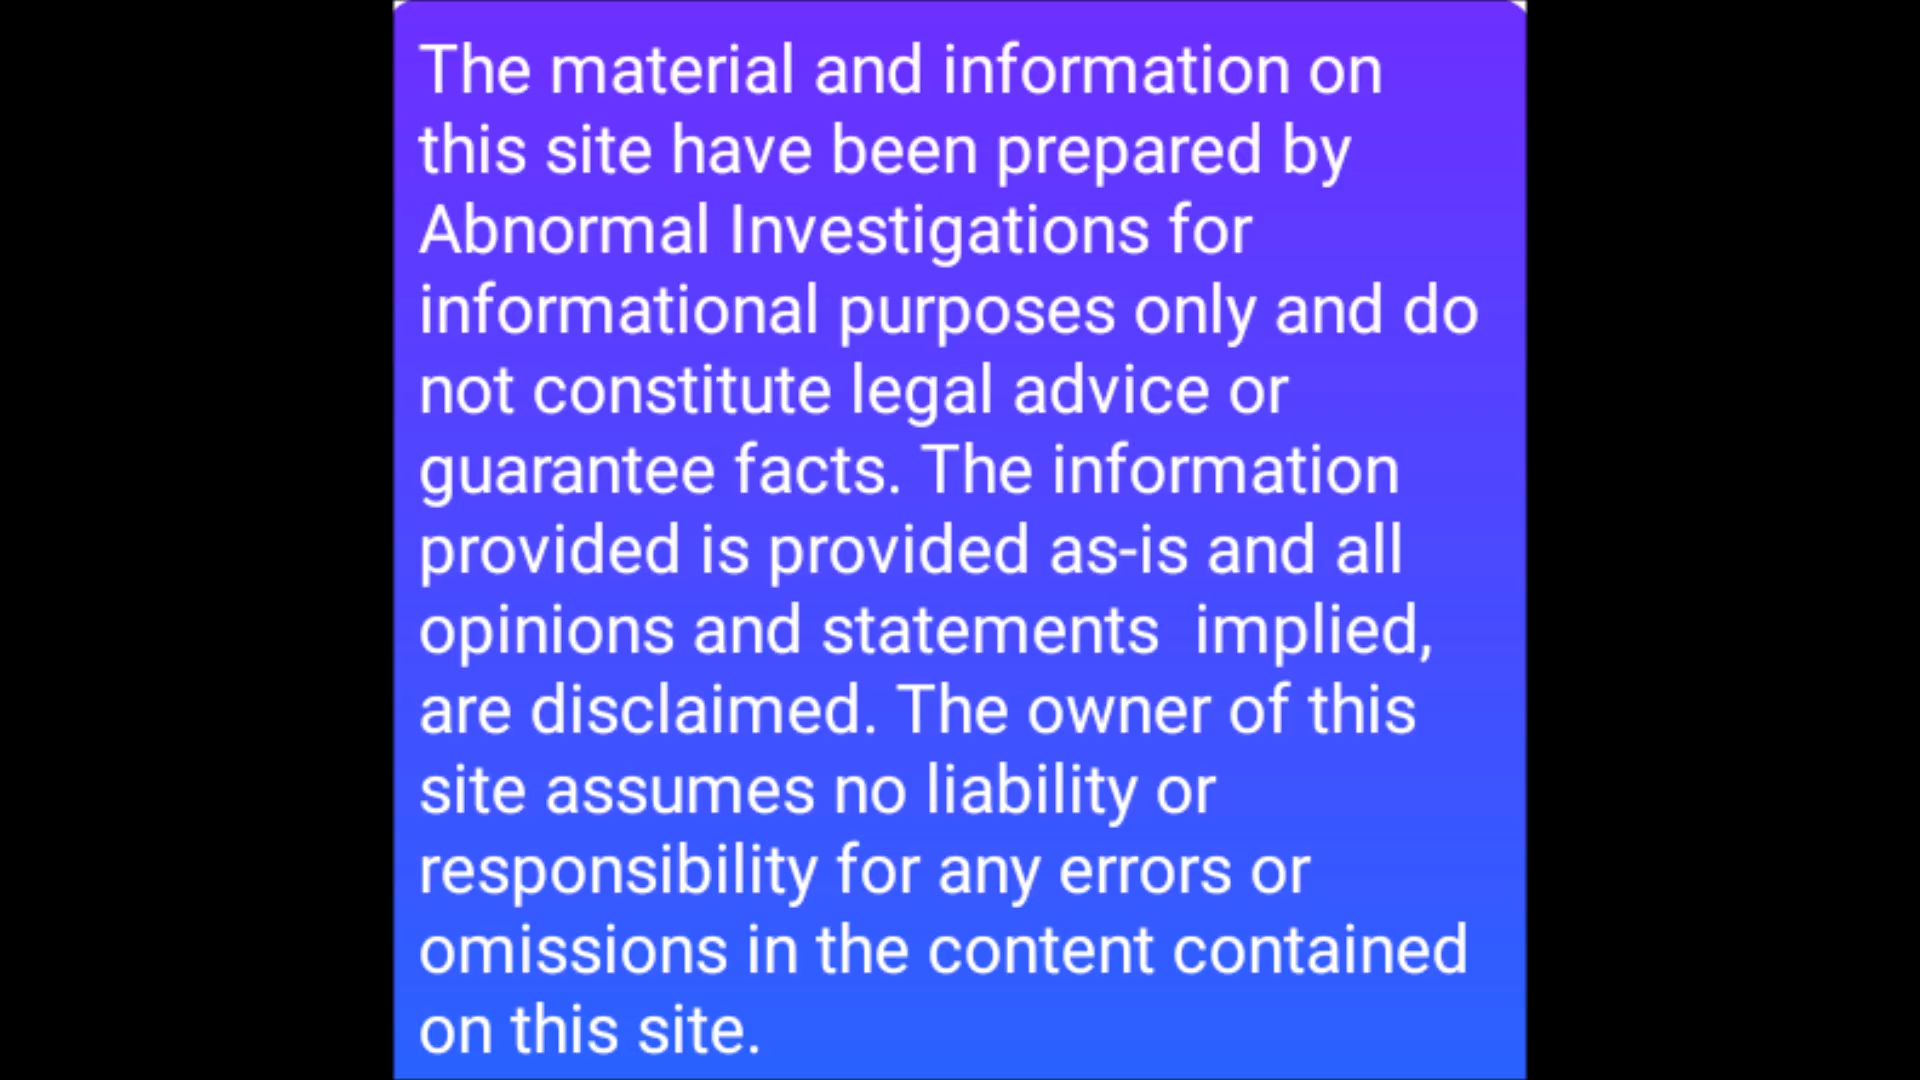 The material and information on
this site have been prepared by
Abnormal Investigations for
informational purposes only and do
not constitute legal advice or
guarantee facts. The information
provided is provided as-is and all
opinions and statements  implied,
are disclaimed. The owner of this
site assumes no liability or
responsibility for any errors or
omissions in the content contained
on this site.